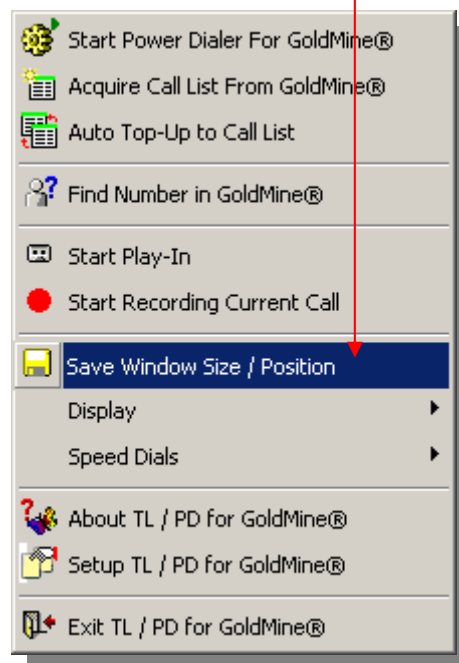 Start Power Dialer For GoldMine®
Acquire Call List From GoldMine®
Auto Top-Up to Call List
Find Number in GoldMine®
Start Play-In
Start Recording Current Call
Save Window Size / Position
Display
Speed Dials
About TL / PD for GoldMine®
Setup TL / PD for GoldMine®
Exit TL / PD for GoldMine®